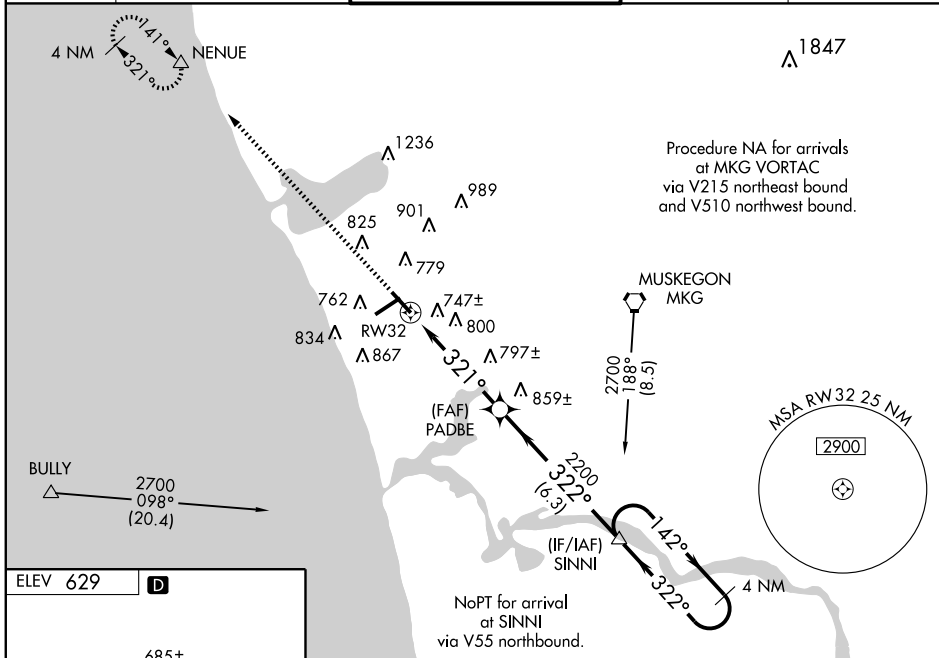 141°
4 NM
NENUE
321°
1847
1236
Procedure NA for arrivals
at MKG VORTAC
via V215 northeast bound
and V510 northwest bound.
989
901
825
779
MUSKEGON
MKG
762
747±
RW32
800
834
867
797±
321°
2700
188°
(8.5)
859±
(FAF)
PADBE
MSA RW32 25 NM
2900
BULLY
2700
098°
(20.4)
2200
322°
(6.3)
142°
(IF/IAF)
SINNI
4 NM
322°
ELEV 629
D
NoPT for arrival
at SINNI
via V55 northbound.
685±